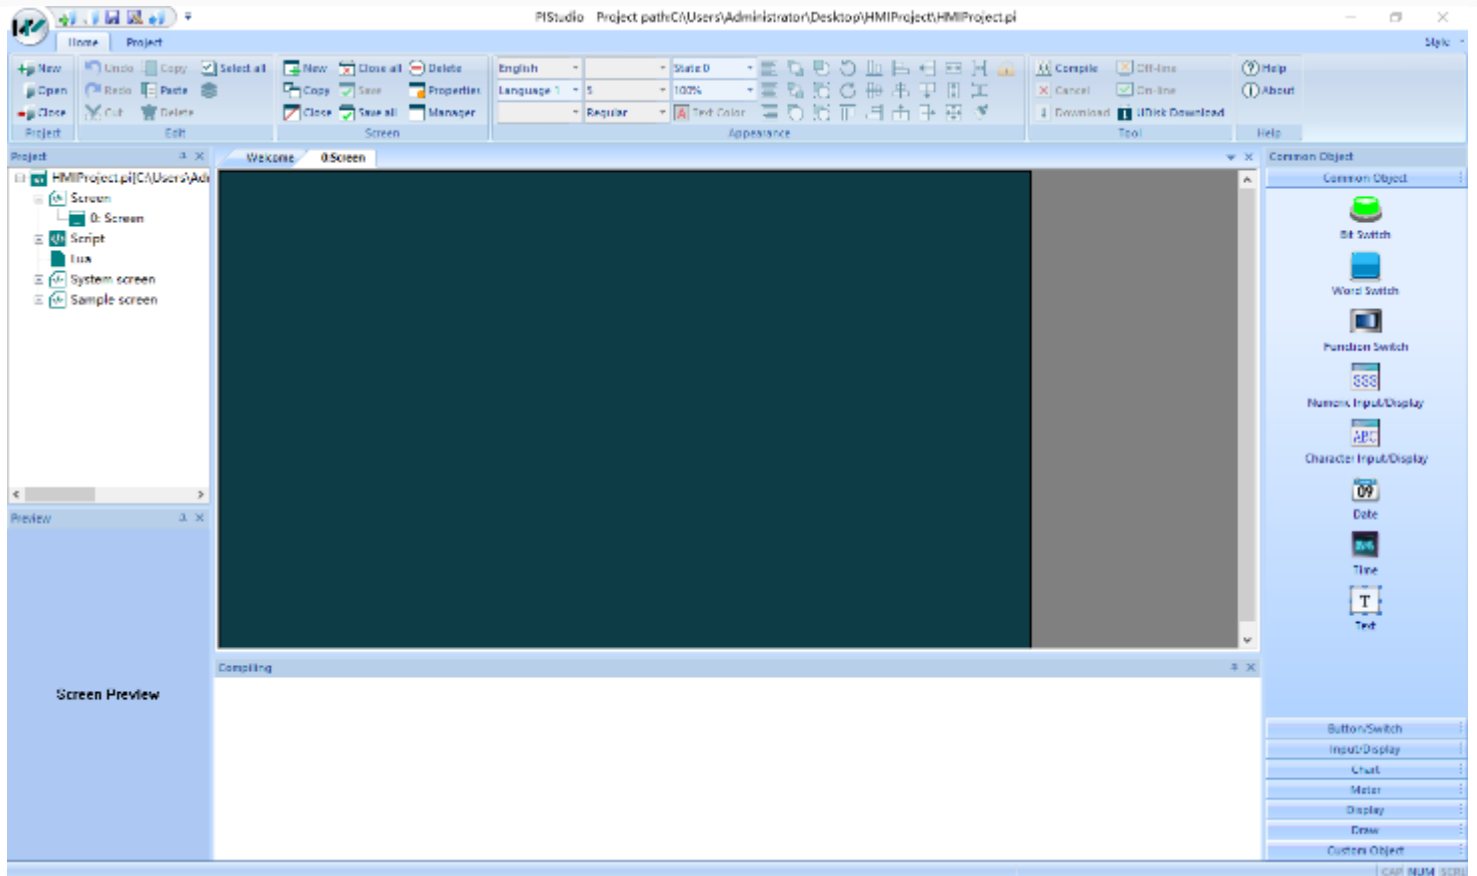 PIStudio Project path:C:\Users\Administrator\Desktop\HMIProject\HMIProject.pi
Home Project Style
New Undo Copy Select all New Close all Delete English State 0 Compile Off-line Help
Open Redo Paste Copy Save Properties Language 1 5 100% Cancel On-line About
Close Cut Delete Close Save all Manager Regular A Text Color Download UDisk Download
Project Edit Screen Appearance Tool Help
Project Welcome 0:Screen Common Object
HMIProject.pi[C:\Users\Adr Common Object
Screen
0: Screen
Script
Lua
System screen
Sample screen
Bit Switch
Word Switch
Function Switch
Numeric Input/Display
ABC
Character Input/Display
09
Date
Time
T
Text
Preview
Screen Preview
Compiling
Button/Switch
Input/Display
Chart
Meter
Display
Draw
Custom Object
CAP NUM SCRL